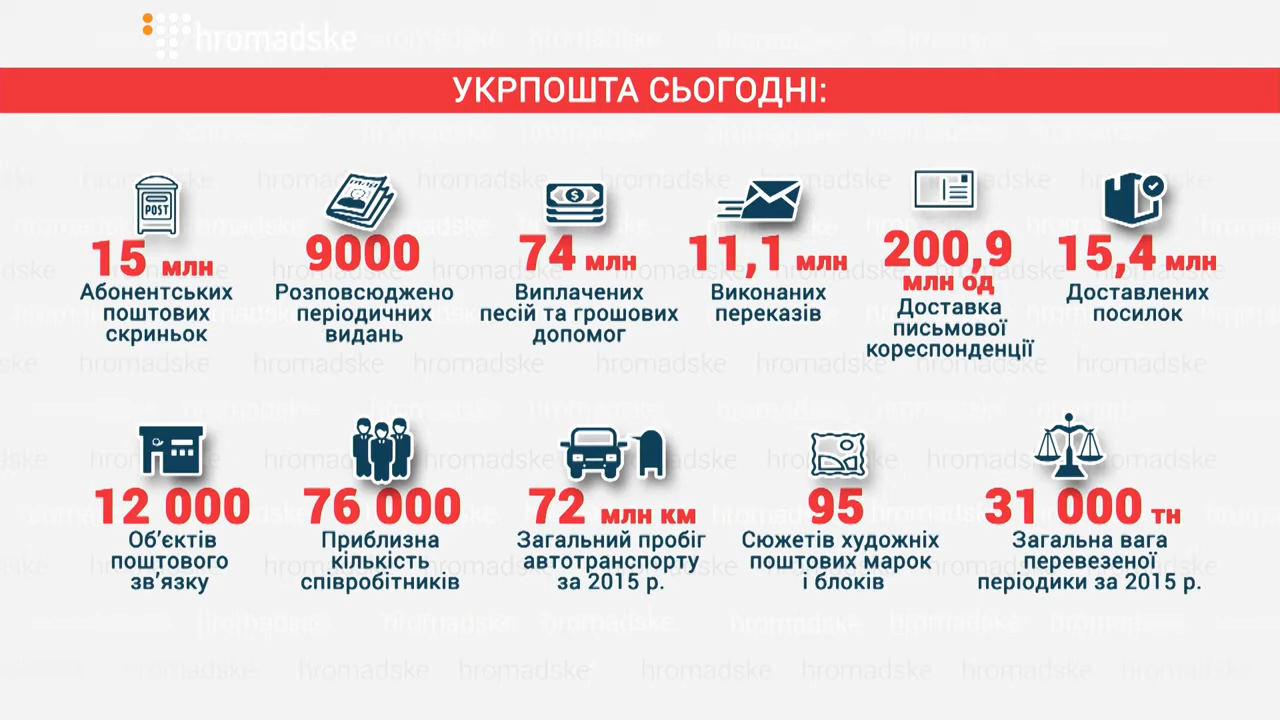 hromadske
УКРПОШТА СЬОГОДНІ:
POST
15 млн
Абонентських
поштових
скриньок
9000
Розповсюджено
періодичних
видань
74 млн
Виплачених
песій та грошових
допомог
11,1 млн
Виконаних
переказів
200,9
млн од
Доставка
письмової
кореспонденції
15,4 млн
Доставлених
посилок
12 000
Об'єктів
поштового
зв'язку
76 000
Приблизна
кількість
співробітників
72 млн км
Загальний пробіг
автотранспорту
за 2015 р.
95
Сюжетів художніх
поштових марок
і блоків
31 000 тн
Загальна вага
перевезеної
періодики за 2015 р.